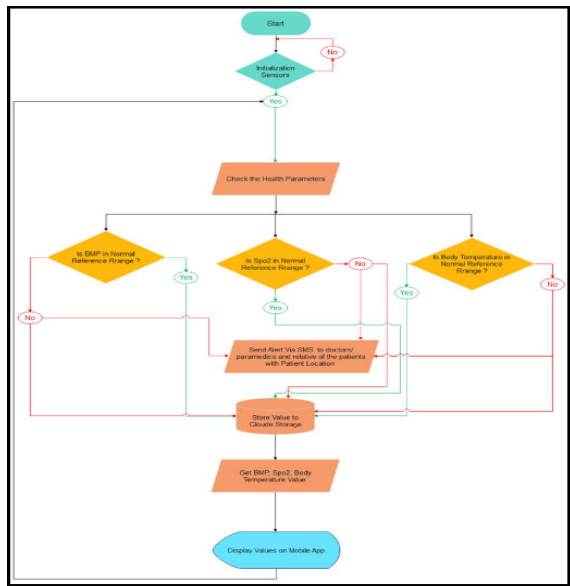 Start
No
Initialization
Sensors
Yes
Check the Health Parameters
Is BMP in Normal
Reference Rrange ?
Is Spo2 in Normal
Reference Rrange ?
Is Body Temperature in
Normal Reference
Rrange ?
Yes
No
No
Yes
Yes
No
Send Alert Via SMS to doctors/
paramedics and relative of the patients
with Patient Location
Store Value to
Cloude Storage
Get BMP, Spo2, Body
Temperature Value
Display Values on Mobile App